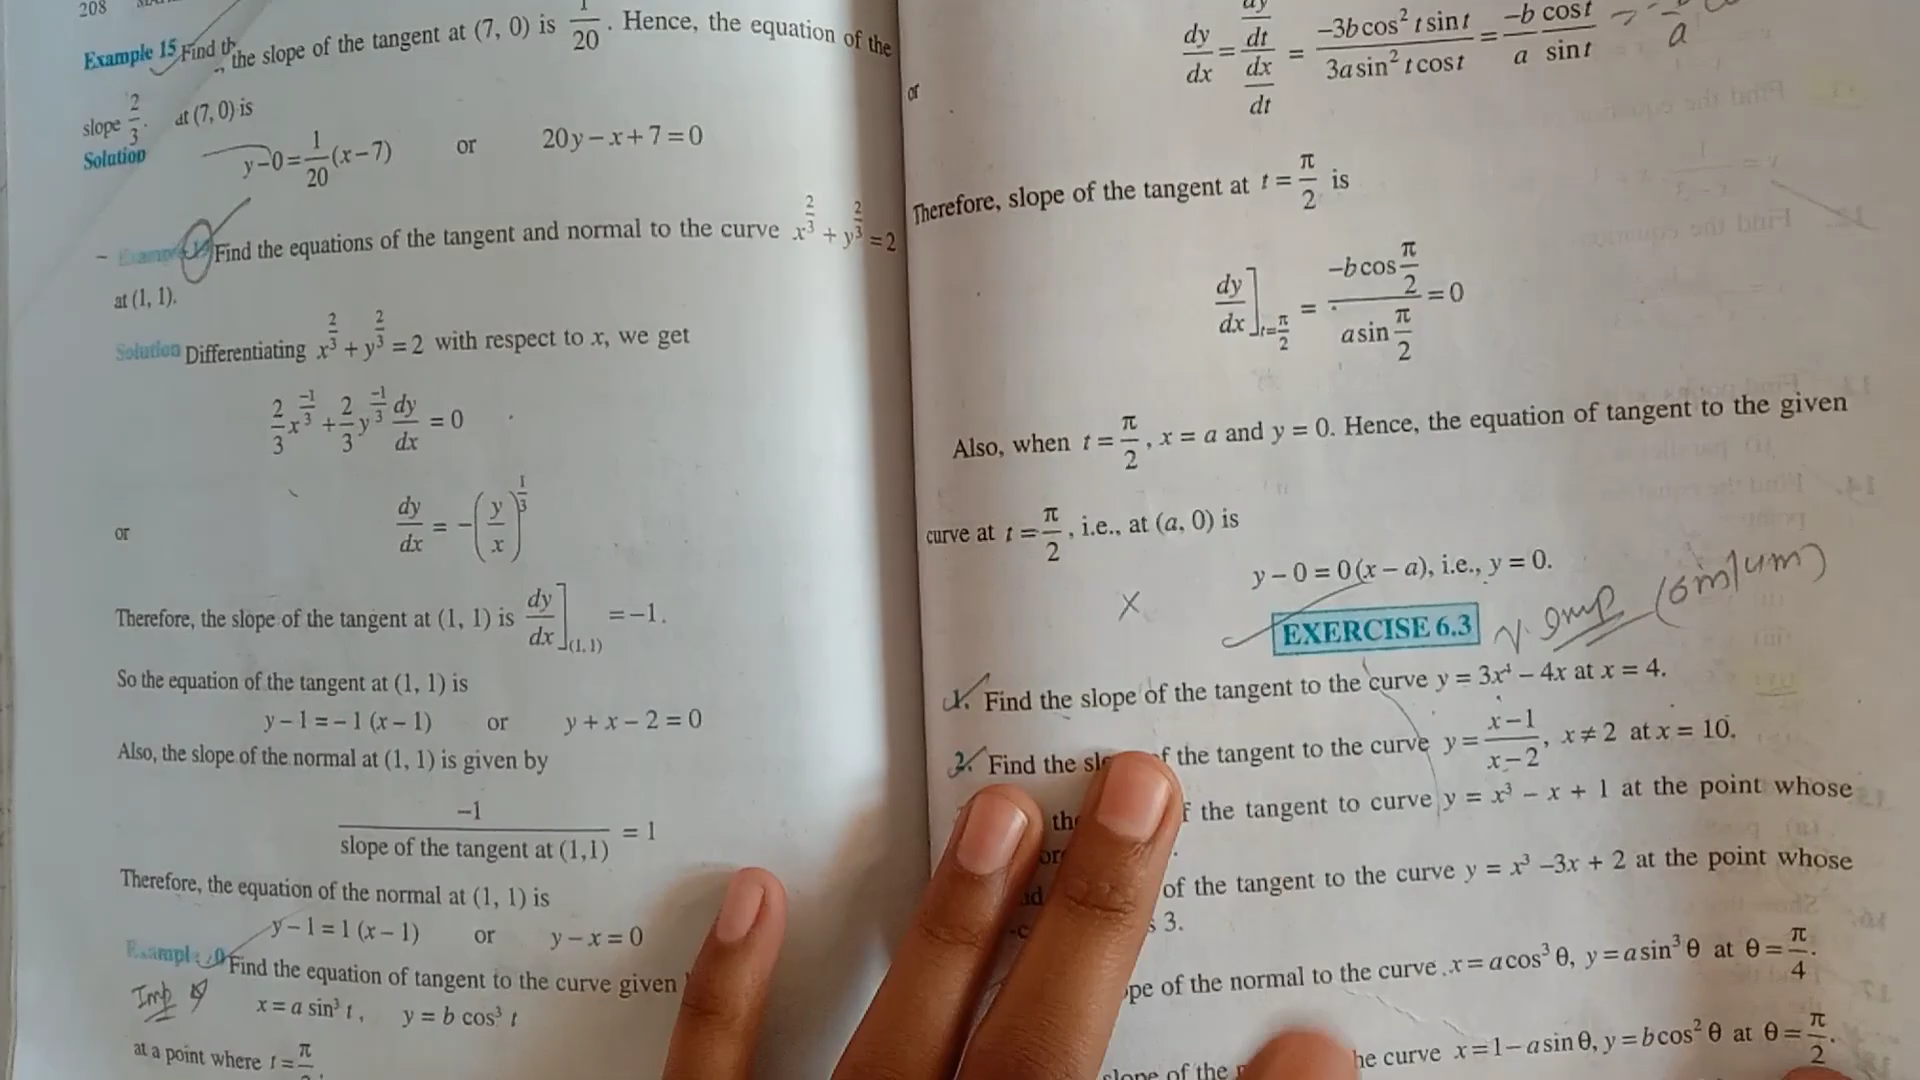 208
Example 15 Find th
the slope of the tangent at (7, 0) is 1/20 . Hence, the equation of the
slope 2/3. at (7, 0) is
Solution
y – 0 = 1/20 (x – 7) or 20y – x + 7 = 0
Find the equations of the tangent and normal to the curve x^(2/3) + y^(2/3) = 2
at (1, 1).
Solution Differentiating x^(2/3) + y^(2/3) = 2 with respect to x, we get
2/3 x^(-1/3) + 2/3 y^(-1/3) dy/dx = 0
or dy/dx = –(y/x)^(1/3)
Therefore, the slope of the tangent at (1, 1) is dy/dx](1, 1) = –1.
So the equation of the tangent at (1, 1) is
y – 1 = – 1 (x – 1) or y + x – 2 = 0
Also, the slope of the normal at (1, 1) is given by
–1/slope of the tangent at (1,1) = 1
Therefore, the equation of the normal at (1, 1) is
y – 1 = 1 (x – 1) or y – x = 0
Find the equation of tangent to the curve given
Imp
x = a sin³ t , y = b cos³ t
at a point where t = π
or
dy/dx = (dy/dt)/(dx/dt) = –3b cos² t sin t/3a sin² t cos t = –b/a cos t/sin t
Therefore, slope of the tangent at t = π/2 is
dy/dx]t=π/2 = –b cos π/2 / a sin π/2 = 0
Also, when t = π/2, x = a and y = 0. Hence, the equation of tangent to the given
curve at t = π/2, i.e., at (a, 0) is
y – 0 = 0 (x – a), i.e., y = 0.
X
EXERCISE 6.3
1. Find the slope of the tangent to the curve y = 3x⁴ – 4x at x = 4.
2. Find the f the tangent to the curve y = x–1/x–2, x ≠ 2 at x = 10.
f the tangent to curve y = x³ – x + 1 at the point whose
of the tangent to the curve y = x³ –3x + 2 at the point whose
3.
of the normal to the curve x = a cos³ θ, y = a sin³ θ at θ = π/4.
of the
curve x = 1– a sin θ, y = b cos² θ at θ = π/2.